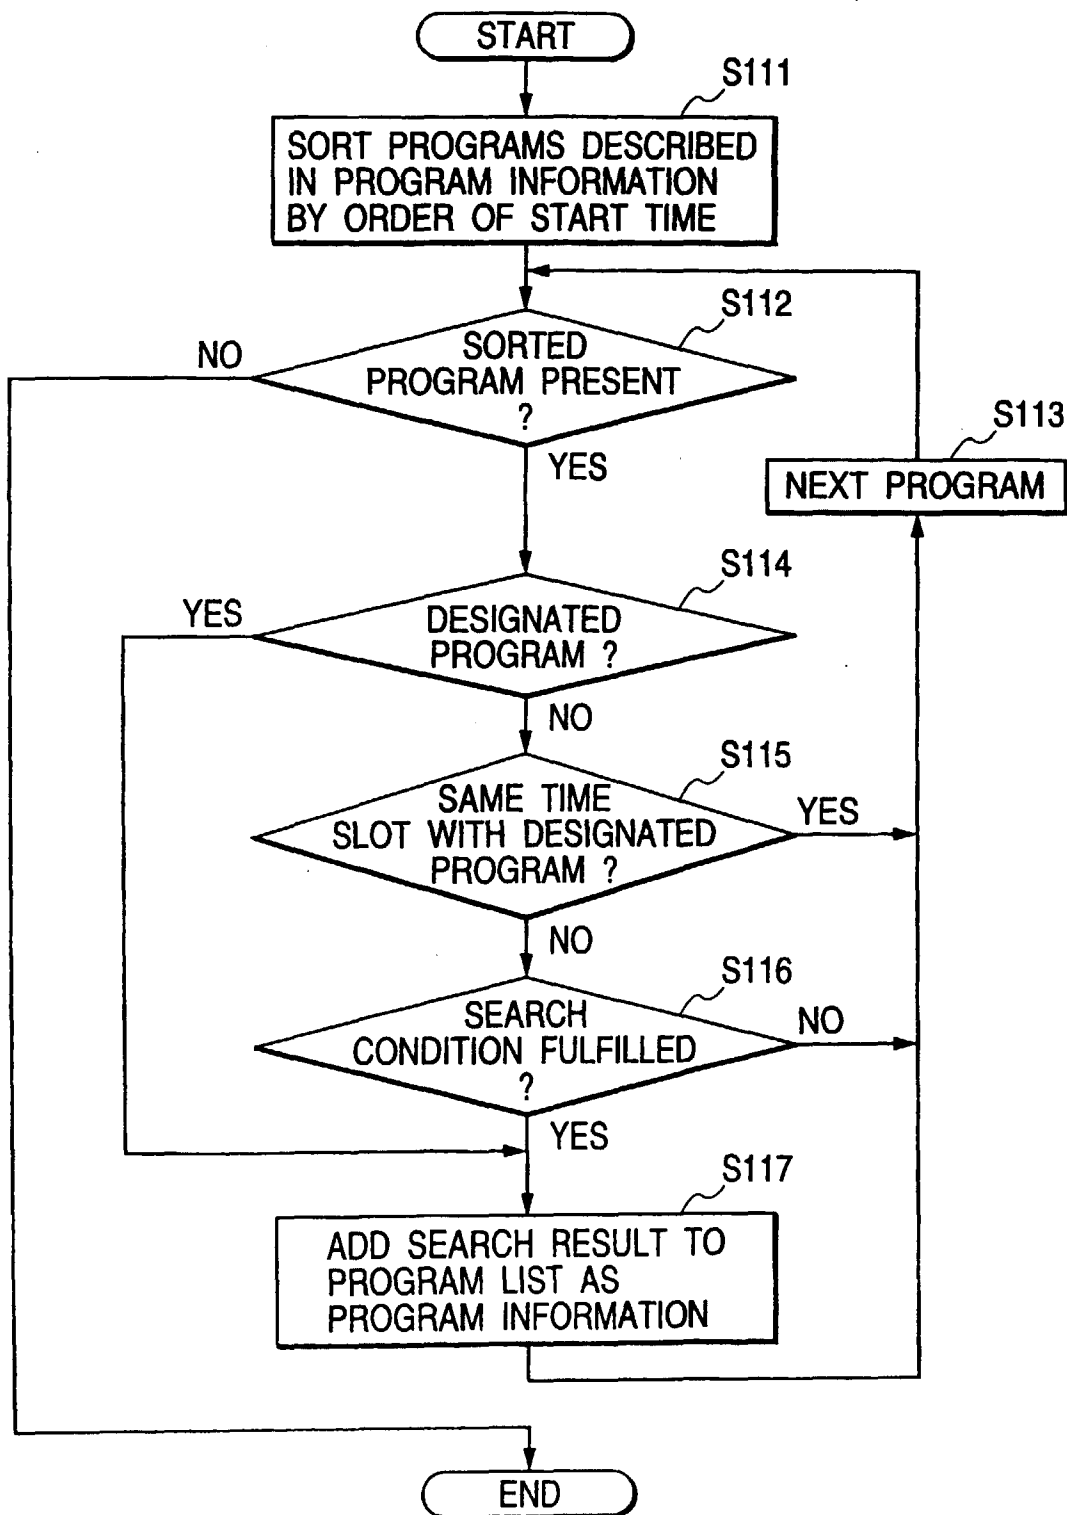 START
S111
SORT PROGRAMS DESCRIBED
IN PROGRAM INFORMATION
BY ORDER OF START TIME
S112
NO
SORTED
PROGRAM PRESENT
?
YES
S113
NEXT PROGRAM
S114
YES
DESIGNATED
PROGRAM ?
NO
S115
SAME TIME
SLOT WITH DESIGNATED
PROGRAM ?
YES
NO
S116
SEARCH
CONDITION FULFILLED
?
NO
YES
S117
ADD SEARCH RESULT TO
PROGRAM LIST AS
PROGRAM INFORMATION
END